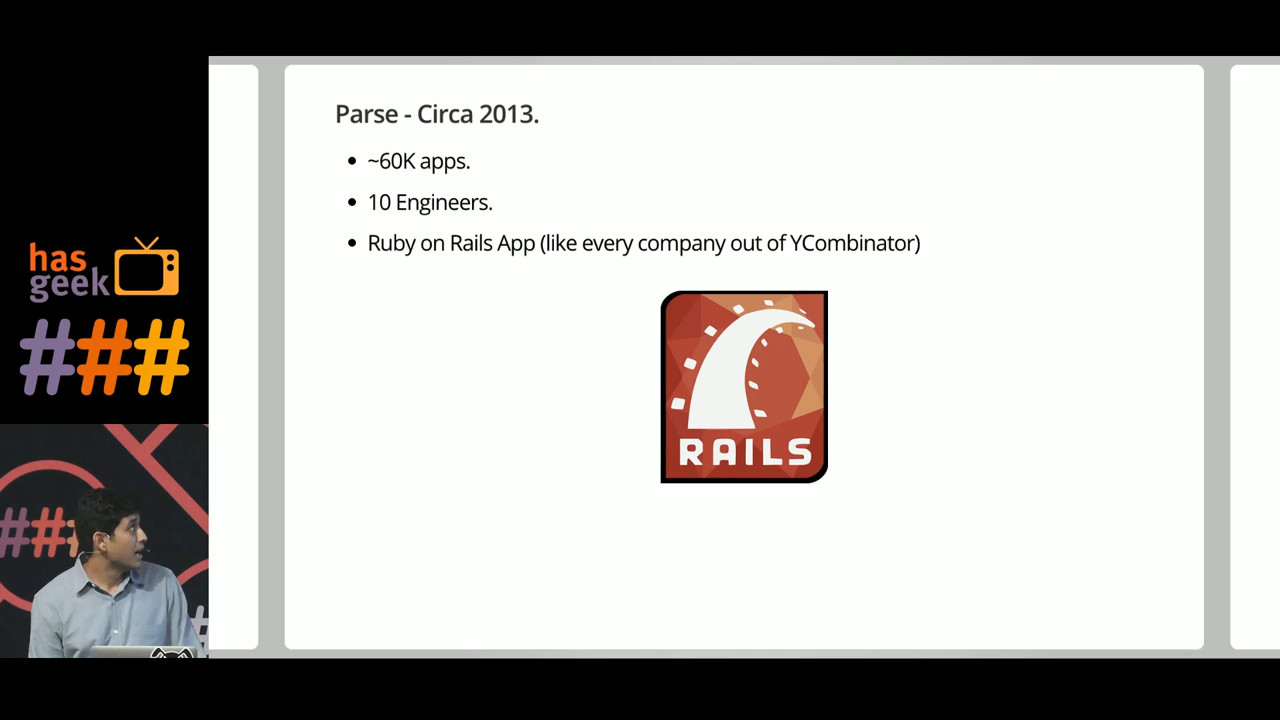 Parse - Circa 2013.
~60K apps.
10 Engineers.
Ruby on Rails App (like every company out of YCombinator)
RAILS
has
geek
###
##
#